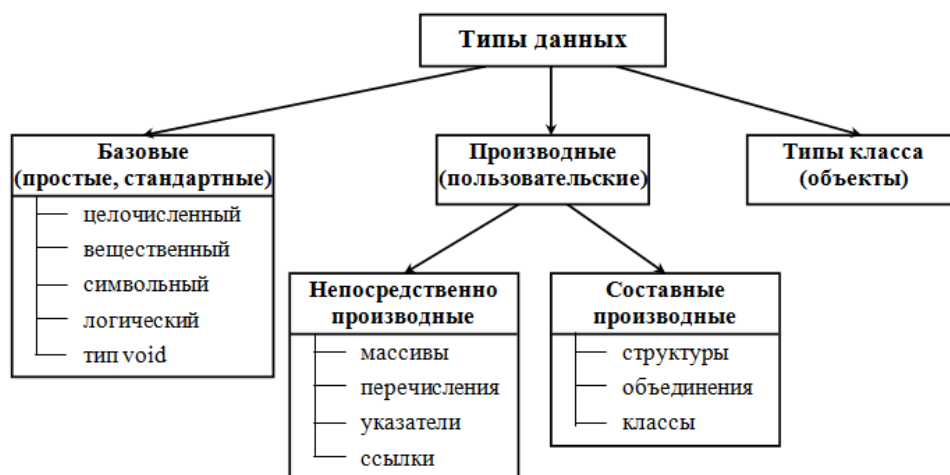 Типы данных
Базовые
(простые, стандартные)
целочисленный
вещественный
символьный
логический
тип void
Производные
(пользовательские)
Типы класса
(объекты)
Непосредственно
производные
массивы
перечисления
указатели
ссылки
Составные
производные
структуры
объединения
классы